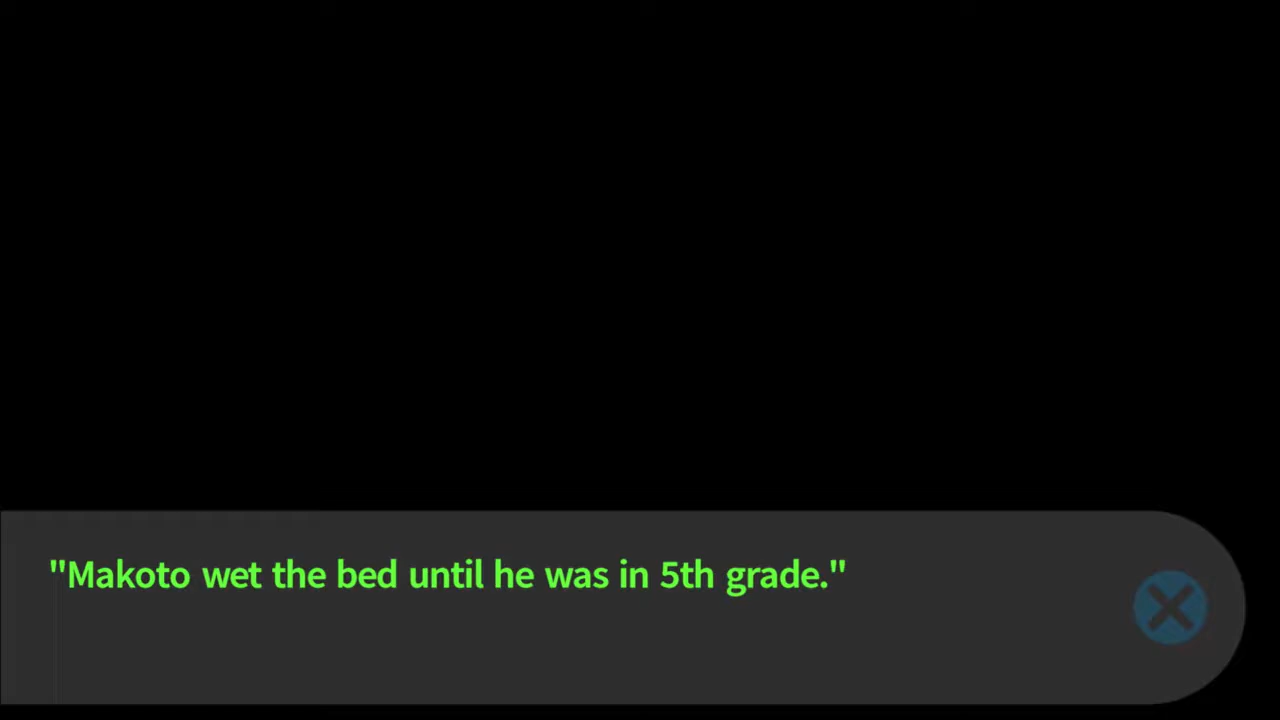 "Makoto wet the bed until he was in 5th grade."